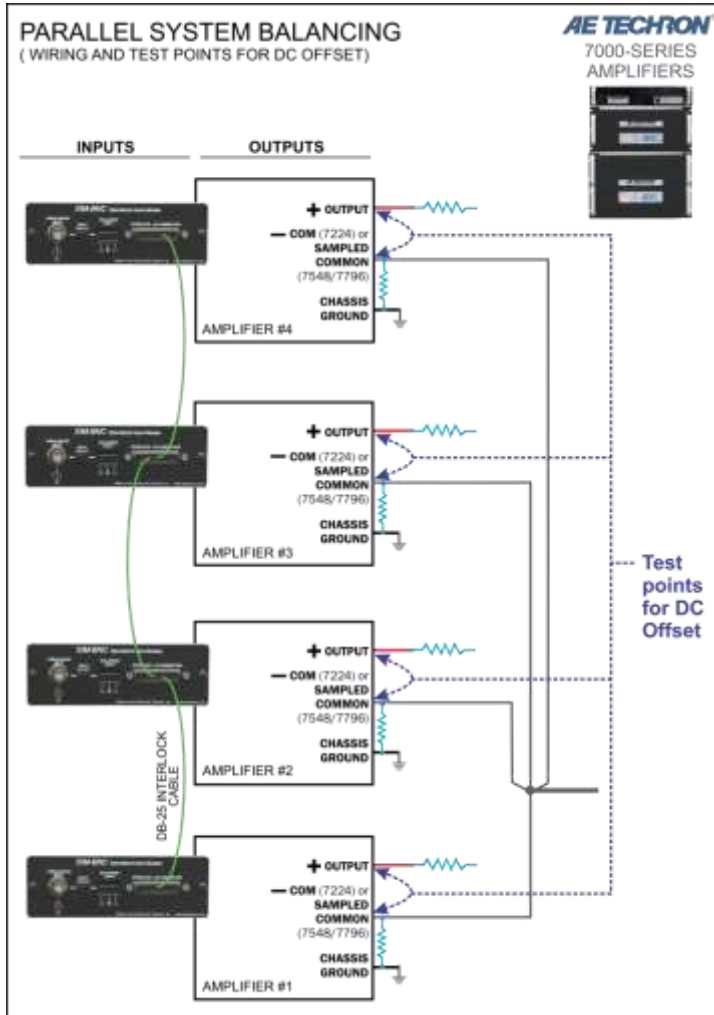 PARALLEL SYSTEM BALANCING
( WIRING AND TEST POINTS FOR DC OFFSET)
AE TECHRON
7000-SERIES
AMPLIFIERS
INPUTS
OUTPUTS
+ OUTPUT
— COM (7224) or
SAMPLED
COMMON
(7548/7796)
CHASSIS
GROUND
AMPLIFIER #4
+ OUTPUT
— COM (7224) or
SAMPLED
COMMON
(7548/7796)
CHASSIS
GROUND
AMPLIFIER #3
Test
points
for DC
Offset
+ OUTPUT
— COM (7224) or
SAMPLED
COMMON
(7548/7796)
CHASSIS
GROUND
AMPLIFIER #2
DB-25 INTERLOCK
CABLE
+ OUTPUT
— COM (7224) or
SAMPLED
COMMON
(7548/7796)
CHASSIS
GROUND
AMPLIFIER #1